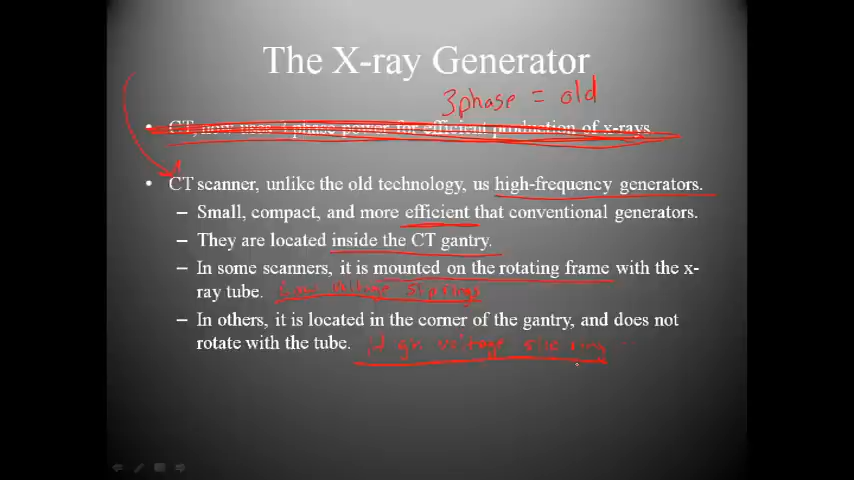 The X-ray Generator
3 phase = old
• CT, now uses 3 phase power for efficient production of x-rays
• CT scanner, unlike the old technology, us high-frequency generators.
– Small, compact, and more efficient that conventional generators.
– They are located inside the CT gantry.
– In some scanners, it is mounted on the rotating frame with the x-
ray tube. Low voltage slip rings
– In others, it is located in the corner of the gantry, and does not
rotate with the tube. High voltage slip ring